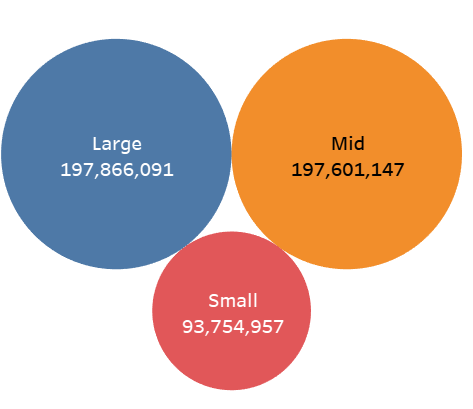 Large
197,866,091
Mid
197,601,147
Small
93,754,957